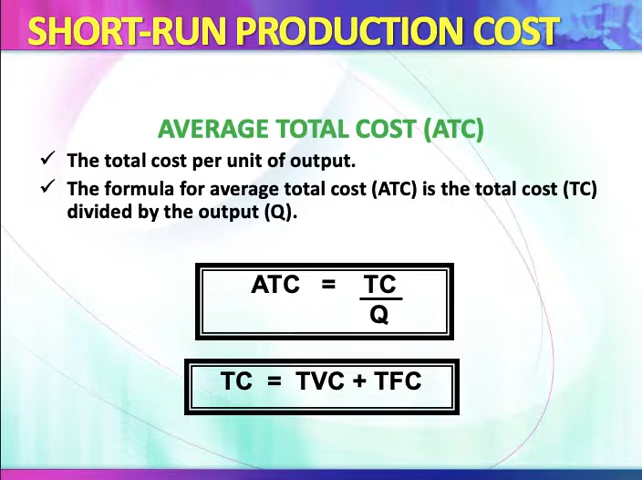 SHORT-RUN PRODUCTION COST
AVERAGE TOTAL COST (ATC)
✓ The total cost per unit of output.
✓ The formula for average total cost (ATC) is the total cost (TC)
divided by the output (Q).
ATC = TC
Q
TC = TVC + TFC